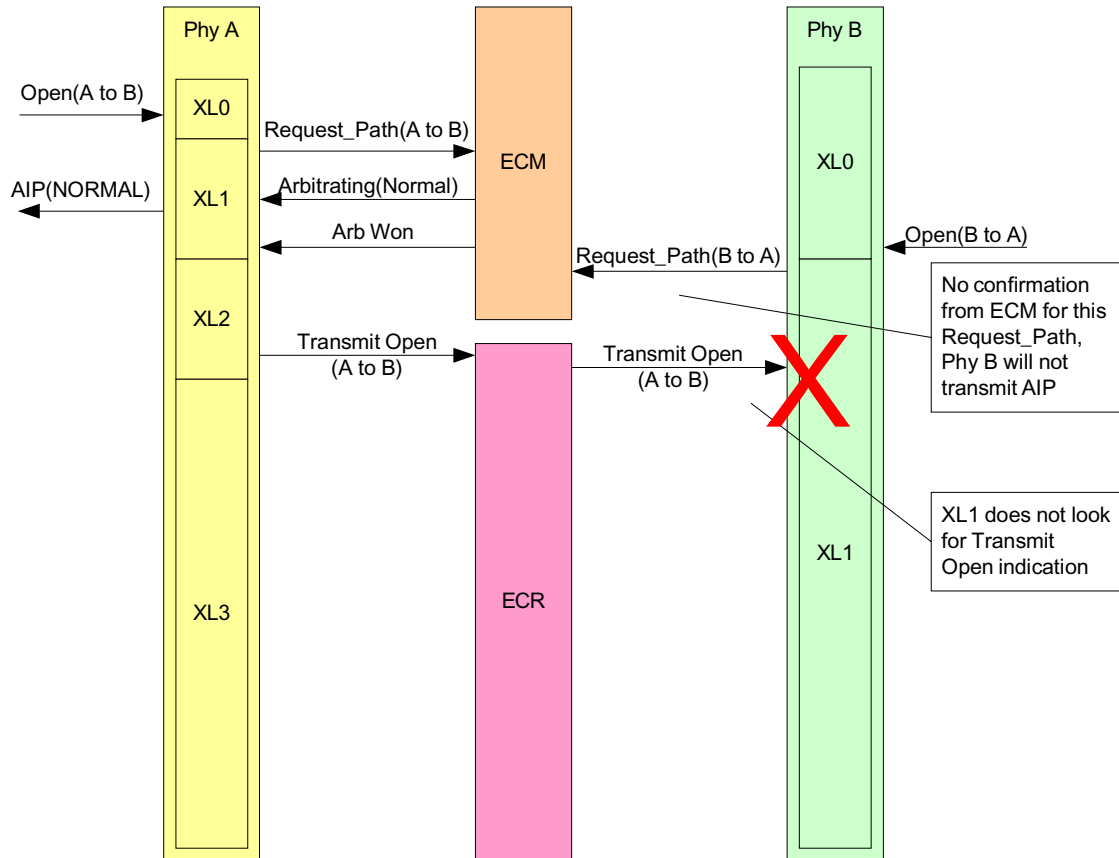 Phy A
Phy B
Open(A to B)
XL0
Request_Path(A to B)
ECM
XL0
Arbitrating(Normal)
AIP(NORMAL)
XL1
Arb Won
Open(B to A)
Request_Path(B to A)
No confirmation
from ECM for this
Request_Path,
Phy B will not
transmit AIP
XL2
Transmit Open
(A to B)
Transmit Open
(A to B)
X
XL1 does not look
for Transmit
Open indication
XL1
ECR
XL3